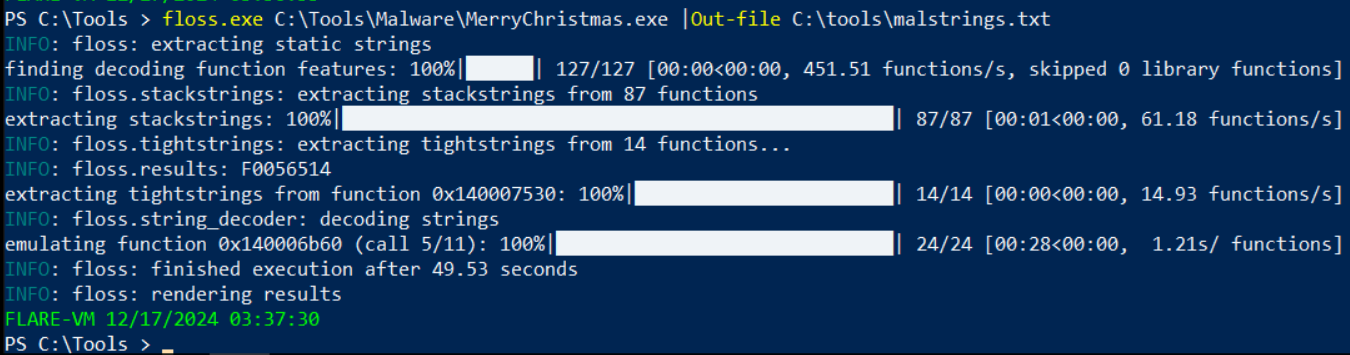 PS C:\Tools > floss.exe C:\Tools\Malware\MerryChristmas.exe |Out-file C:\tools\malstrings.txt
INFO: floss: extracting static strings
finding decoding function features: 100%| | 127/127 [00:00<00:00, 451.51 functions/s, skipped 0 library functions]
INFO: floss.stackstrings: extracting stackstrings from 87 functions
extracting stackstrings: 100%| | 87/87 [00:01<00:00, 61.18 functions/s]
INFO: floss.tightstrings: extracting tightstrings from 14 functions...
INFO: floss.results: F0056514
extracting tightstrings from function 0x140007530: 100%| | 14/14 [00:00<00:00, 14.93 functions/s]
INFO: floss.string_decoder: decoding strings
emulating function 0x140006b60 (call 5/11): 100%| | 24/24 [00:28<00:00, 1.21s/ functions]
INFO: floss: finished execution after 49.53 seconds
INFO: floss: rendering results
FLARE-VM 12/17/2024 03:37:30
PS C:\Tools >